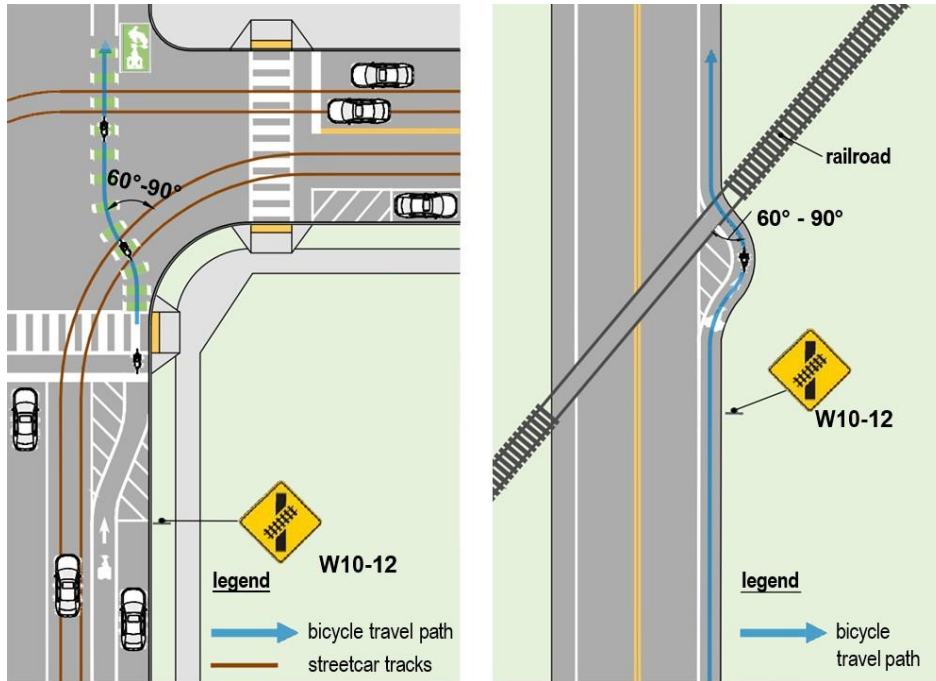 60°-90°
W10-12
legend
bicycle travel path
streetcar tracks
railroad
60° - 90°
W10-12
legend
bicycle
travel path